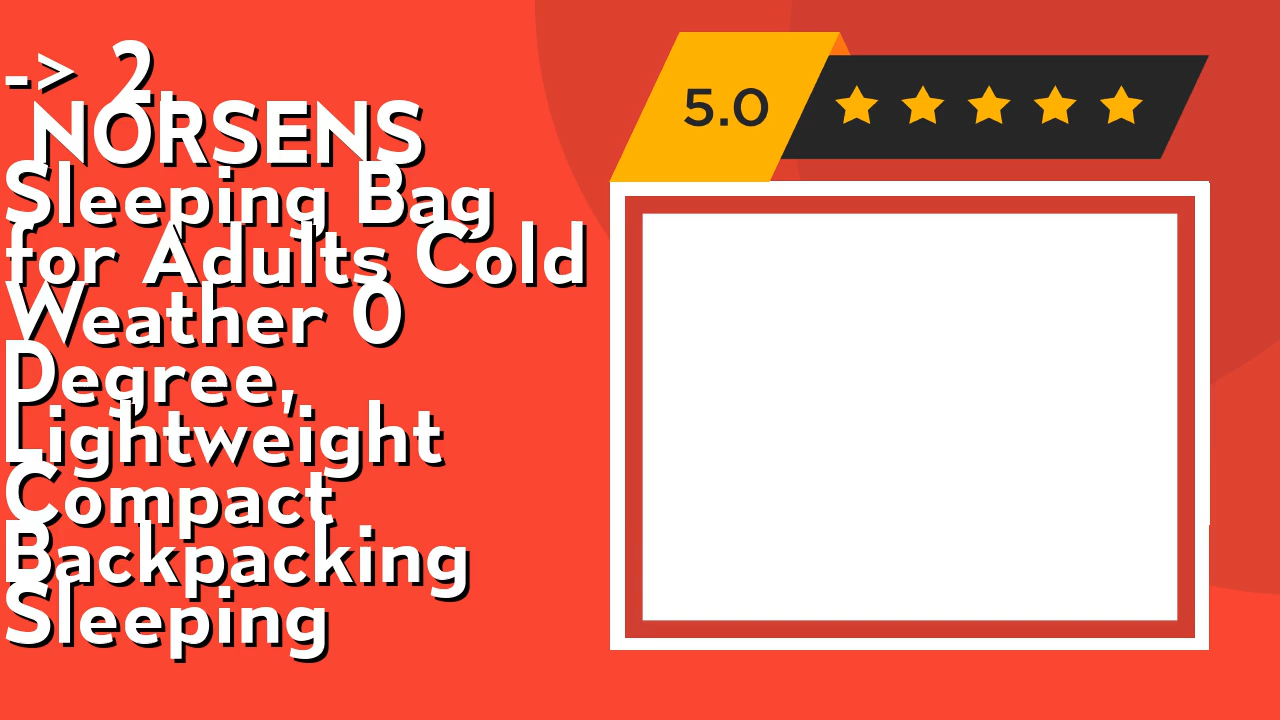 -> 2.
NORSENS
Sleeping Bag
for Adults Cold
Weather 0
Degree,
Lightweight
Compact
Backpacking
Sleeping
5.0